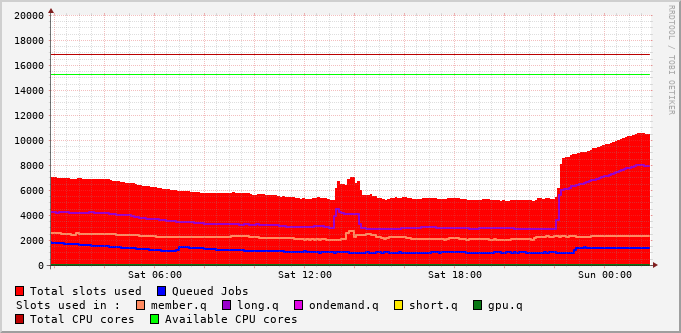 RRDTOOL / TOBI OETIKER
20000
18000
16000
14000
12000
10000
8000
6000
4000
2000
0
Sat 06:00 Sat 12:00 Sat 18:00 Sun 00:00
Total slots used Queued Jobs
Slots used in : member.q long.q ondemand.q short.q gpu.q
Total CPU cores Available CPU cores